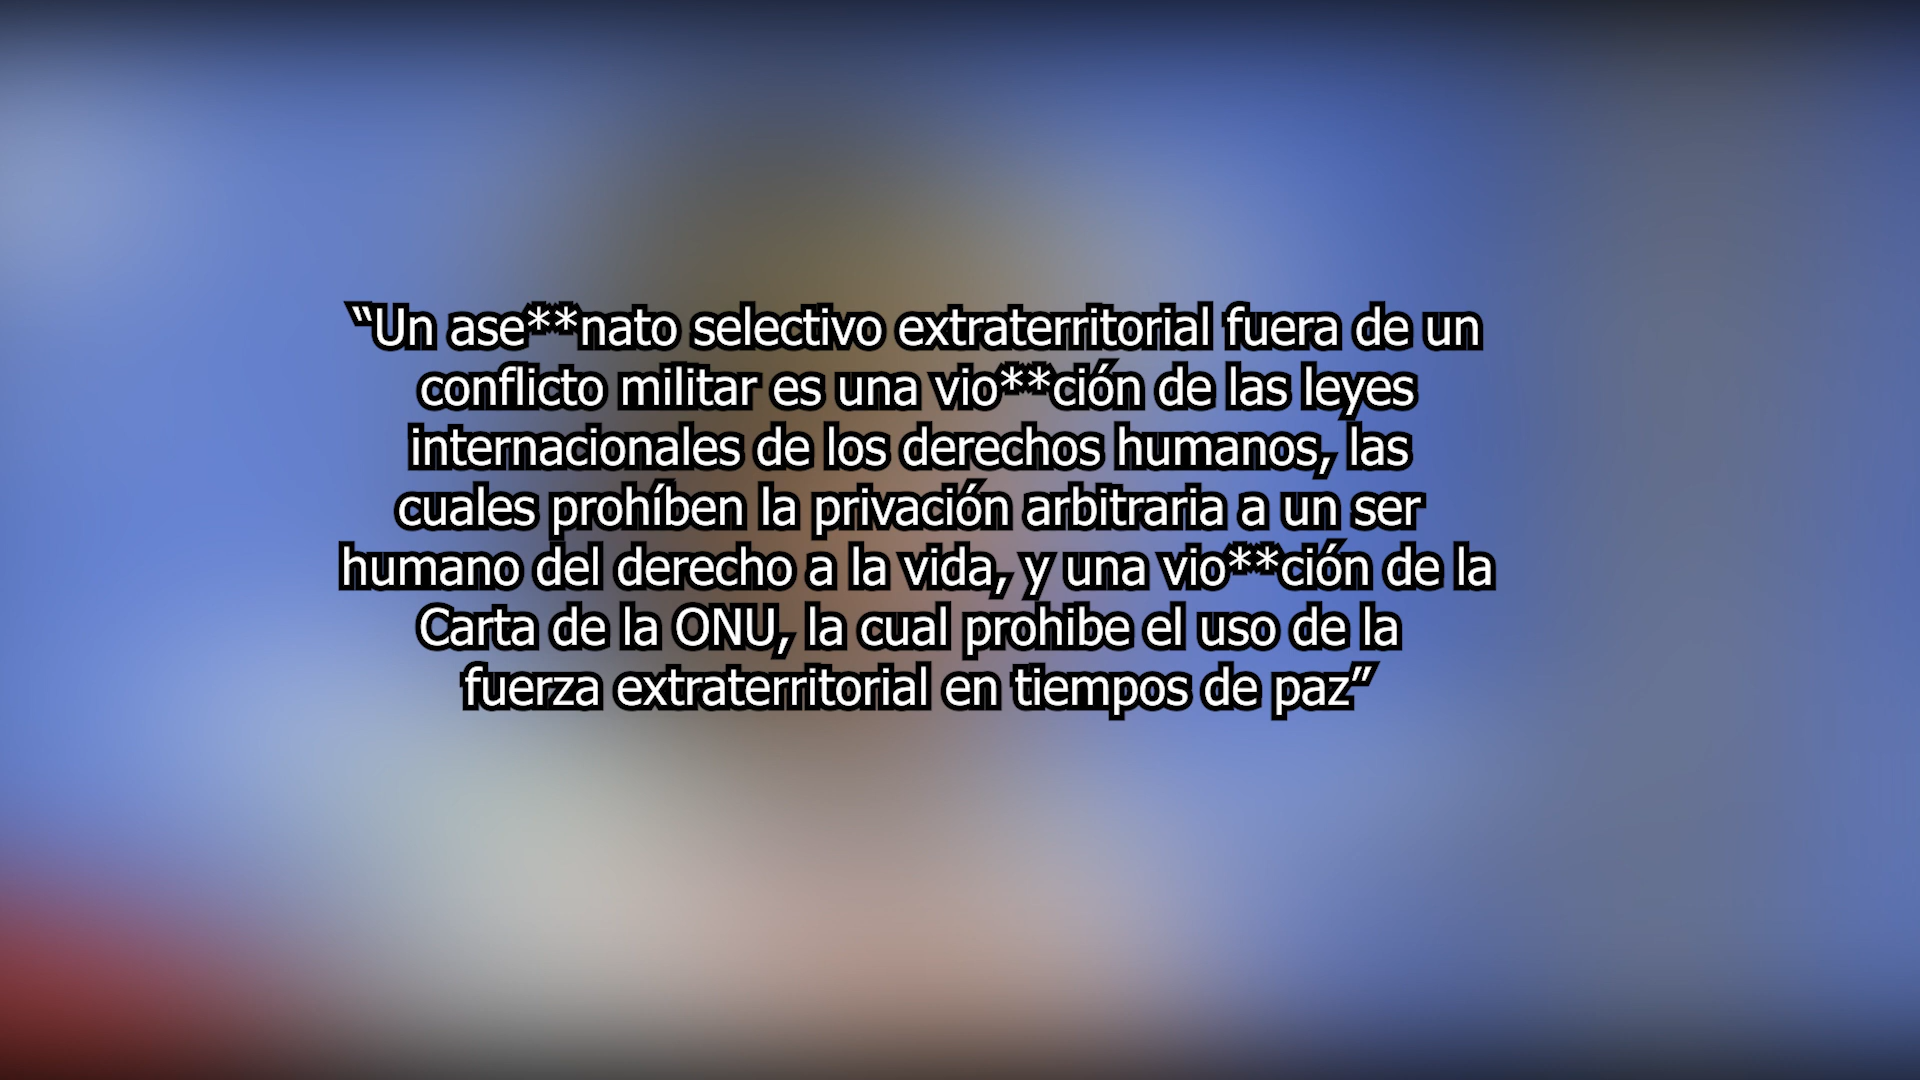 “Un ase**nato selectivo extraterritorial fuera de un
conflicto militar es una vio**ción de las leyes
internacionales de los derechos humanos, las
cuales prohíben la privación arbitraria a un ser
humano del derecho a la vida, y una vio**ción de la
Carta de la ONU, la cual prohibe el uso de la
fuerza extraterritorial en tiempos de paz”